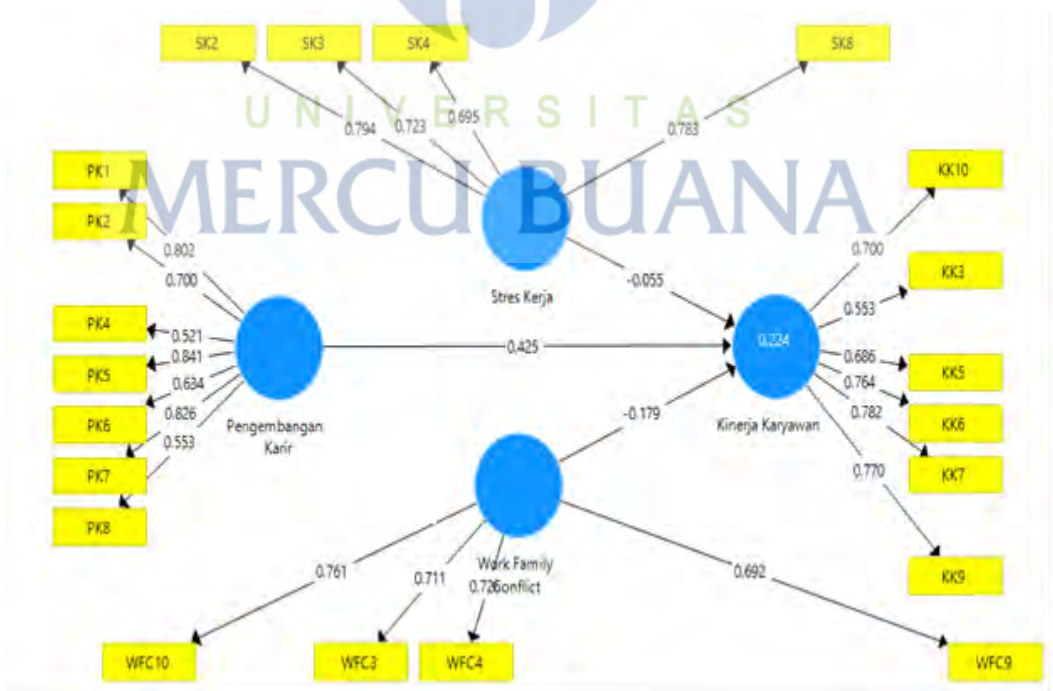 SK2
SK3
SK4
SK8
UNIVERSITAS
MERCU BUANA
0.794
0.723
0.695
0.783
PK1
PK2
PK4
PK5
PK6
PK7
PK8
0.802
0.700
0.521
0.841
0.634
0.826
0.553
Pengembangan
Karir
Stres Kerja
-0.055
0.425
-0.179
0.224
Kinerja Karyawan
KK10
KK3
KK5
KK6
KK7
KK9
0.700
0.553
0.686
0.764
0.782
0.770
Work Family
Conflict
0.761
0.711
0.692
WFC10
WFC3
WFC4
WFC9